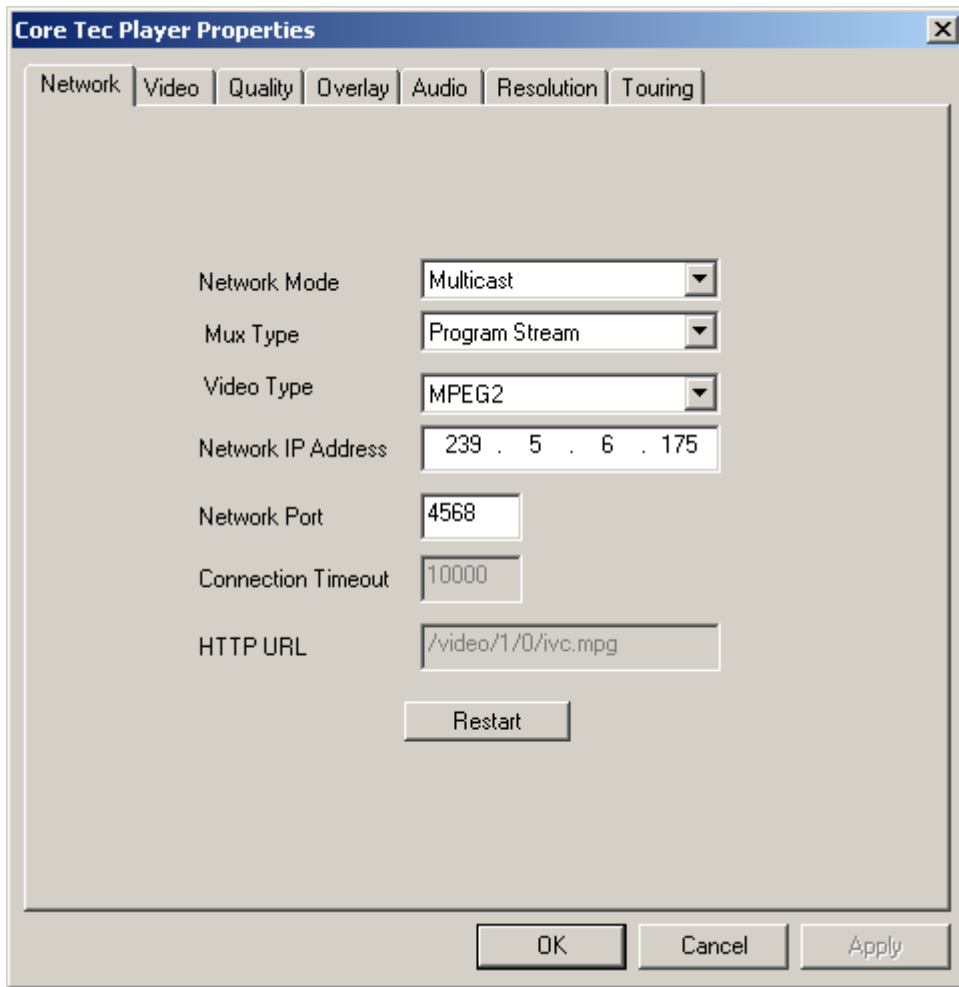 Core Tec Player Properties
Network Video Quality Overlay Audio Resolution Touring
Network Mode Multicast
Mux Type Program Stream
Video Type MPEG2
Network IP Address 239 . 5 . 6 . 175
Network Port 4568
Connection Timeout 10000
HTTP URL /video/1/0/ivc.mpg
Restart
OK Cancel Apply